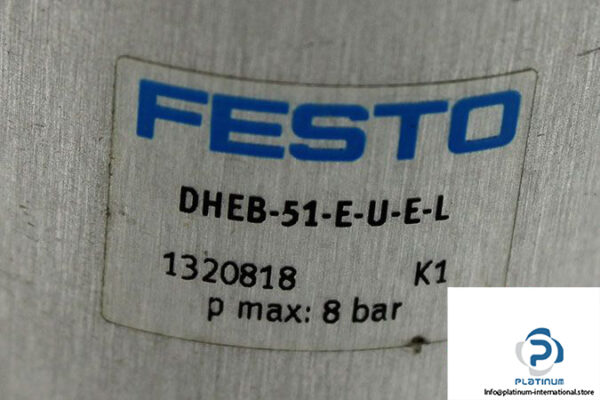 FESTO
DHEB-51-E-U-E-L
1320818 K1
p max: 8 bar
PLATINUM
Info@platinum-international.store